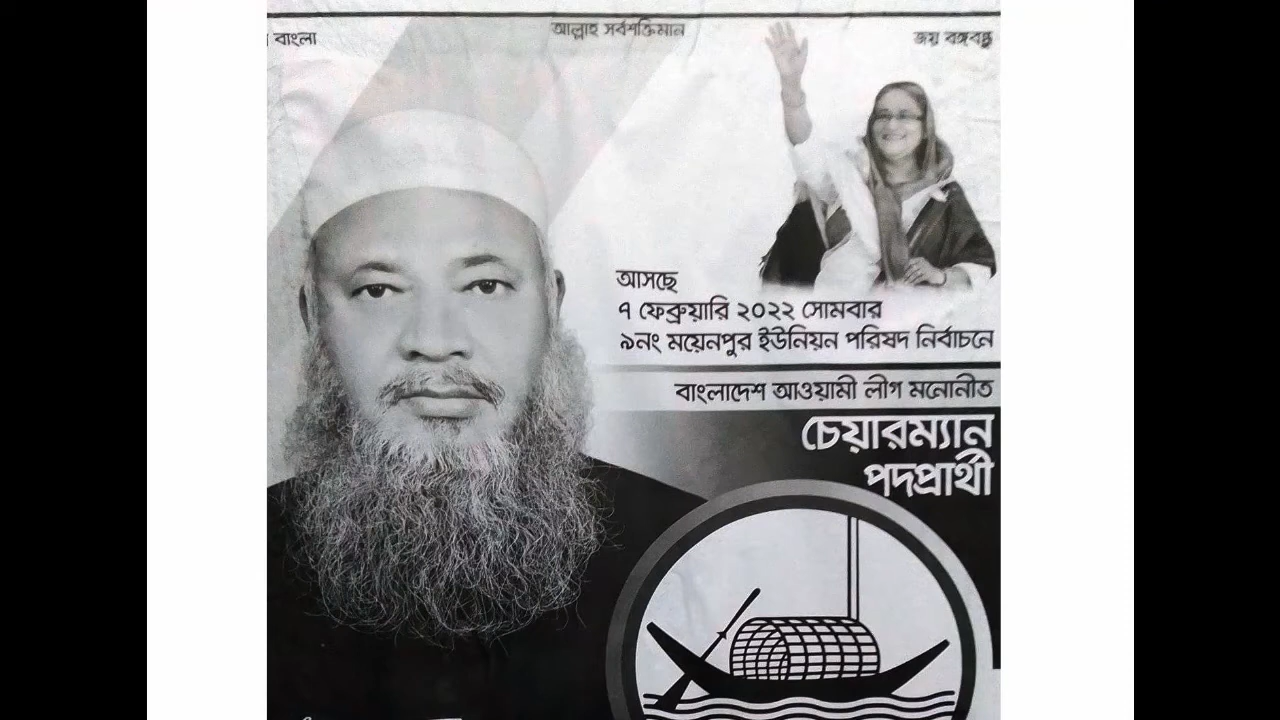 বাংলা
আল্লাহ সর্বশক্তিমান
জয় বঙ্গবন্ধু
আসছে
৭ ফেব্রুয়ারি ২০২২ সোমবার
৯নং ময়েনপুর ইউনিয়ন পরিষদ নির্বাচনে
বাংলাদেশ আওয়ামী লীগ মনোনীত
চেয়ারম্যান
পদপ্রার্থী